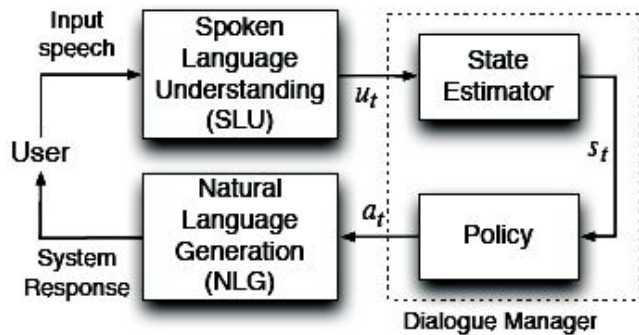 Input
speech
Spoken
Language
Understanding
(SLU)
u_t
State
Estimator
s_t
User
Natural
Language
Generation
(NLG)
a_t
Policy
System
Response
Dialogue Manager